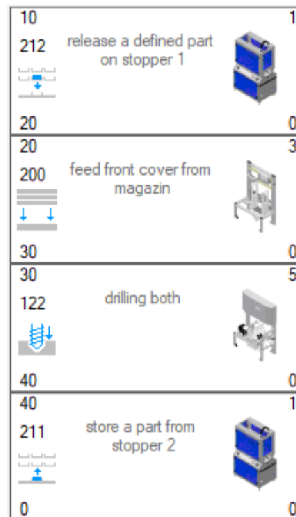 10
1
212
release a defined part
on stopper 1
20
0
20
3
200
feed front cover from
magazin
30
0
30
5
122
drilling both
40
0
40
1
211
store a part from
stopper 2
0
0